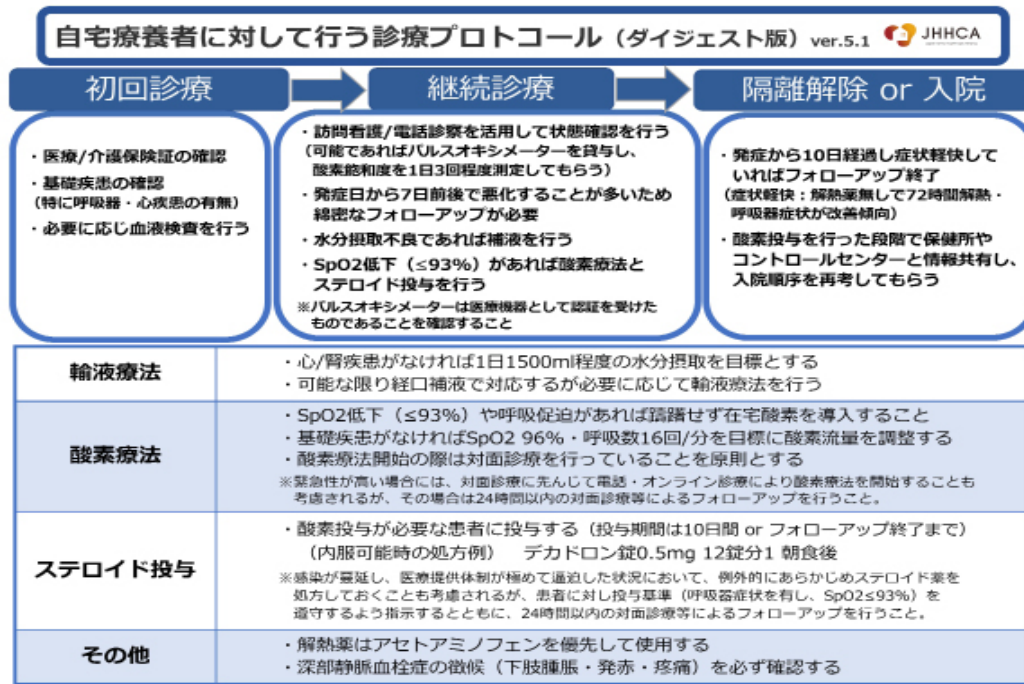 自宅療養者に対して行う診療プロトコール（ダイジェスト版）ver.5.1
JHHCA
初回診療
継続診療
隔離解除 or 入院
・医療/介護保険証の確認
・基礎疾患の確認
（特に呼吸器・心疾患の有無）
・必要に応じ血液検査を行う
・訪問看護/電話診察を活用して状態確認を行う
（可能であればパルスオキシメーターを貸与し、
酸素飽和度を1日3回程度測定してもらう）
・発症日から7日前後で悪化することが多いため
綿密なフォローアップが必要
・水分摂取不良であれば補液を行う
・SpO2低下（≤93%）があれば酸素療法と
ステロイド投与を行う
※パルスオキシメーターは医療機器として認証を受けた
ものであることを確認すること
・発症から10日経過し症状軽快して
いればフォローアップ終了
（症状軽快：解熱薬無しで72時間解熱・
呼吸器症状が改善傾向）
・酸素投与を行った段階で保健所や
コントロールセンターと情報共有し、
入院順序を再考してもらう
輸液療法
・心/腎疾患がなければ1日1500ml程度の水分摂取を目標とする
・可能な限り経口補液で対応するが必要に応じて輸液療法を行う
酸素療法
・SpO2低下（≤93%）や呼吸促迫があれば躊躇せず在宅酸素を導入すること
・基礎疾患がなければSpO2 96%・呼吸数16回/分を目標に酸素流量を調整する
・酸素療法開始の際は対面診療を行っていることを原則とする
※緊急性が高い場合には、対面診療に先んじて電話・オンライン診療により酸素療法を開始することも
考慮されるが、その場合は24時間以内の対面診療等によるフォローアップを行うこと。
ステロイド投与
・酸素投与が必要な患者に投与する（投与期間は10日間 or フォローアップ終了まで）
（内服可能時の処方例） デカドロン錠0.5mg 12錠分1 朝食後
※感染が蔓延し、医療提供体制が極めて逼迫した状況において、例外的にあらかじめステロイド薬を
処方しておくことも考慮されるが、患者に対し投与基準（呼吸器症状を有し、SpO2≤93%）を
遵守するよう指示するとともに、24時間以内の対面診療等によるフォローアップを行うこと。
その他
・解熱薬はアセトアミノフェンを優先して使用する
・深部静脈血栓症の徴候（下肢腫脹・発赤・疼痛）を必ず確認する